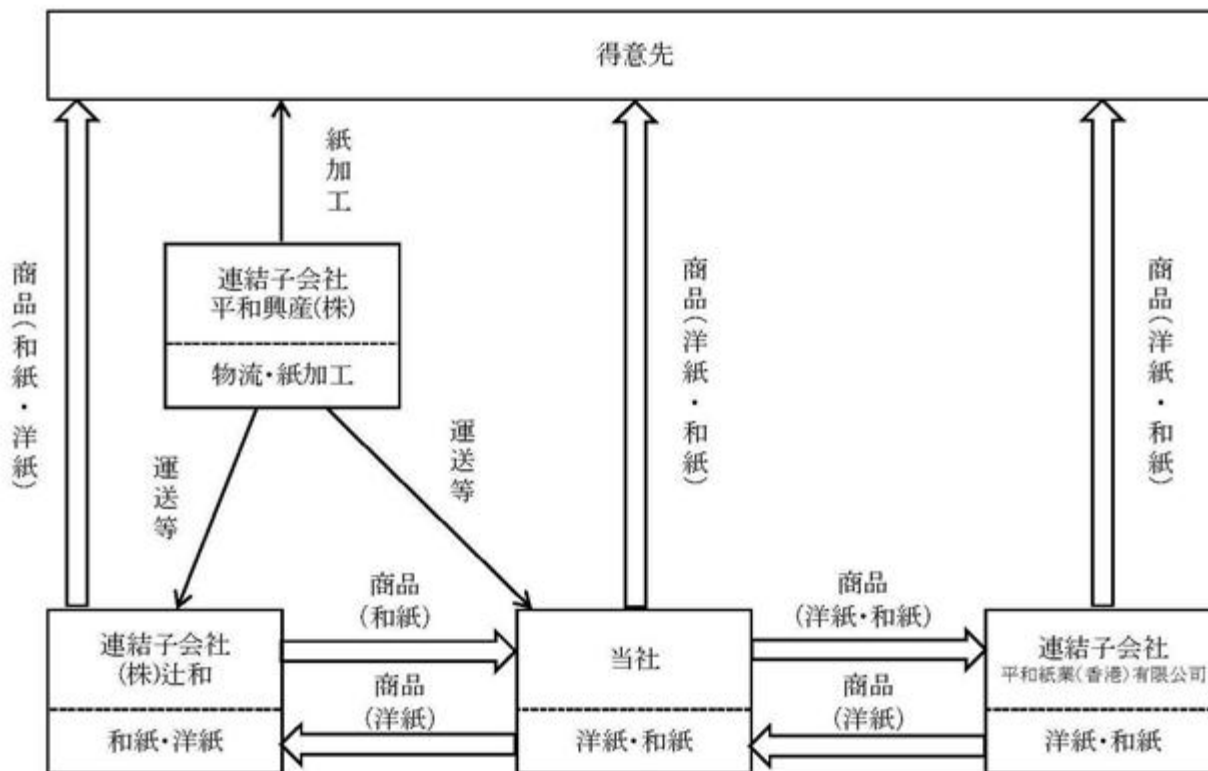 得意先
紙加工
連結子会社
平和興産(株)
物流・紙加工
商品(和紙・洋紙)
商品(洋紙・和紙)
商品(洋紙・和紙)
運送等
運送等
商品
(和紙)
商品
(洋紙・和紙)
連結子会社
(株)辻和
当社
連結子会社
平和紙業(香港)有限公司
商品
(洋紙)
商品
(洋紙)
和紙・洋紙
洋紙・和紙
洋紙・和紙